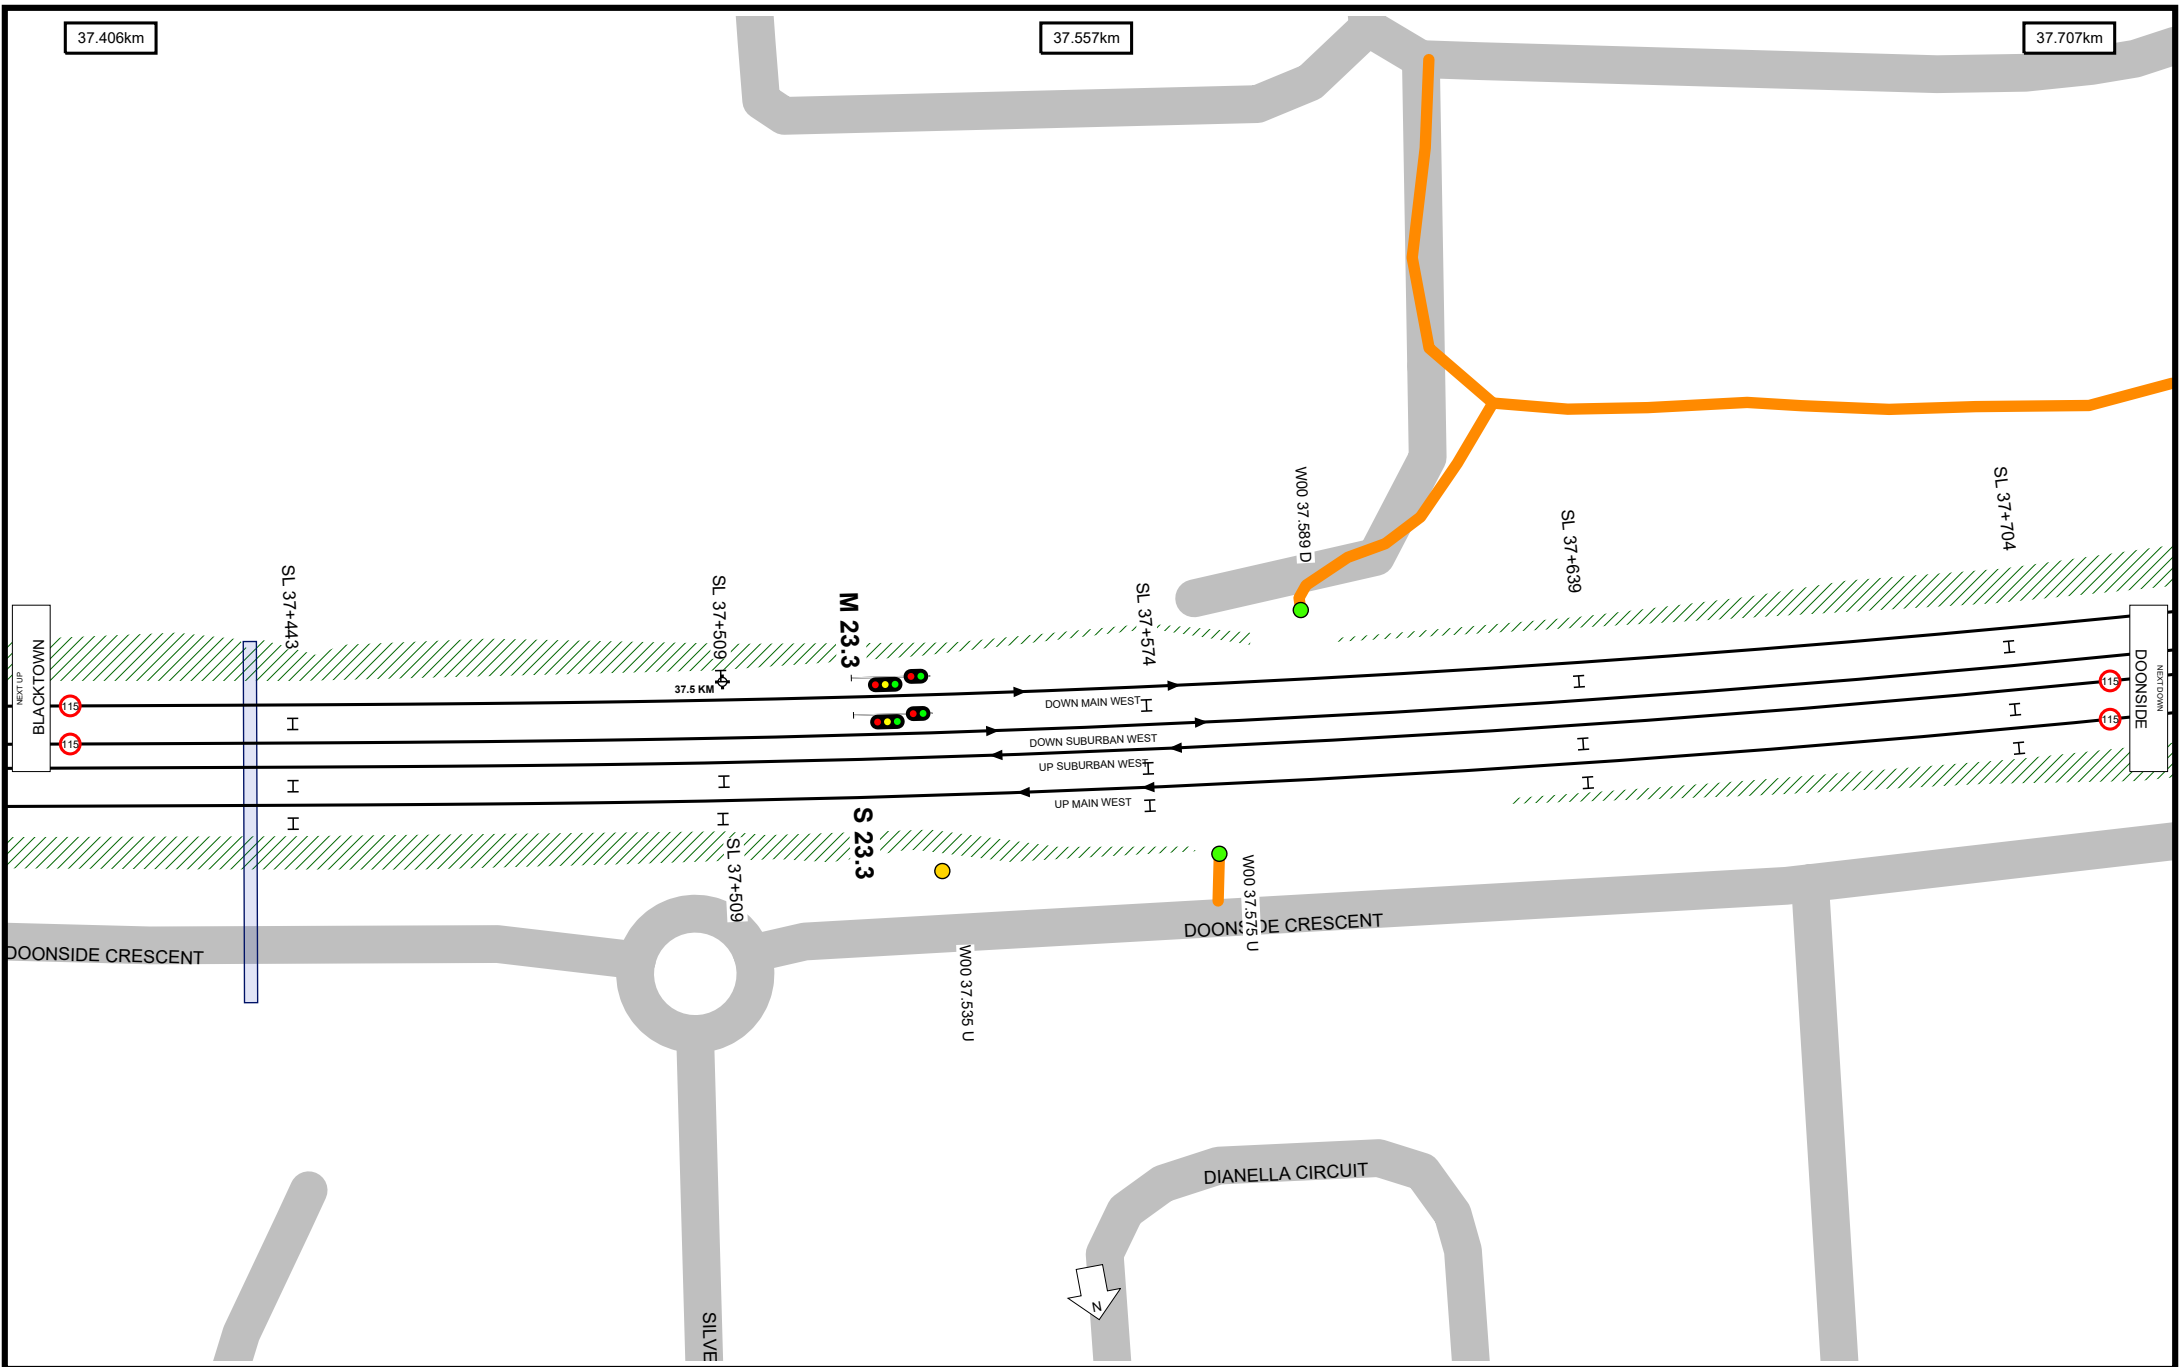 37.406km
37.557km
37.707km
W00 37.589 D
SL 37+704
SL 37+639
SL 37+443
SL 37+509
SL 37+574
M 23.3
NEXT UP
BLACKTOWN
DOONSIDE
NEXT DOWN
115
115
115
115
37.5 KM
DOWN MAIN WEST
DOWN SUBURBAN WEST
UP SUBURBAN WEST
UP MAIN WEST
S 23.3
SL 37+509
W00 37.575 U
DOONSIDE CRESCENT
DOONSIDE CRESCENT
W00 37.535 U
DIANELLA CIRCUIT
N
SILVE